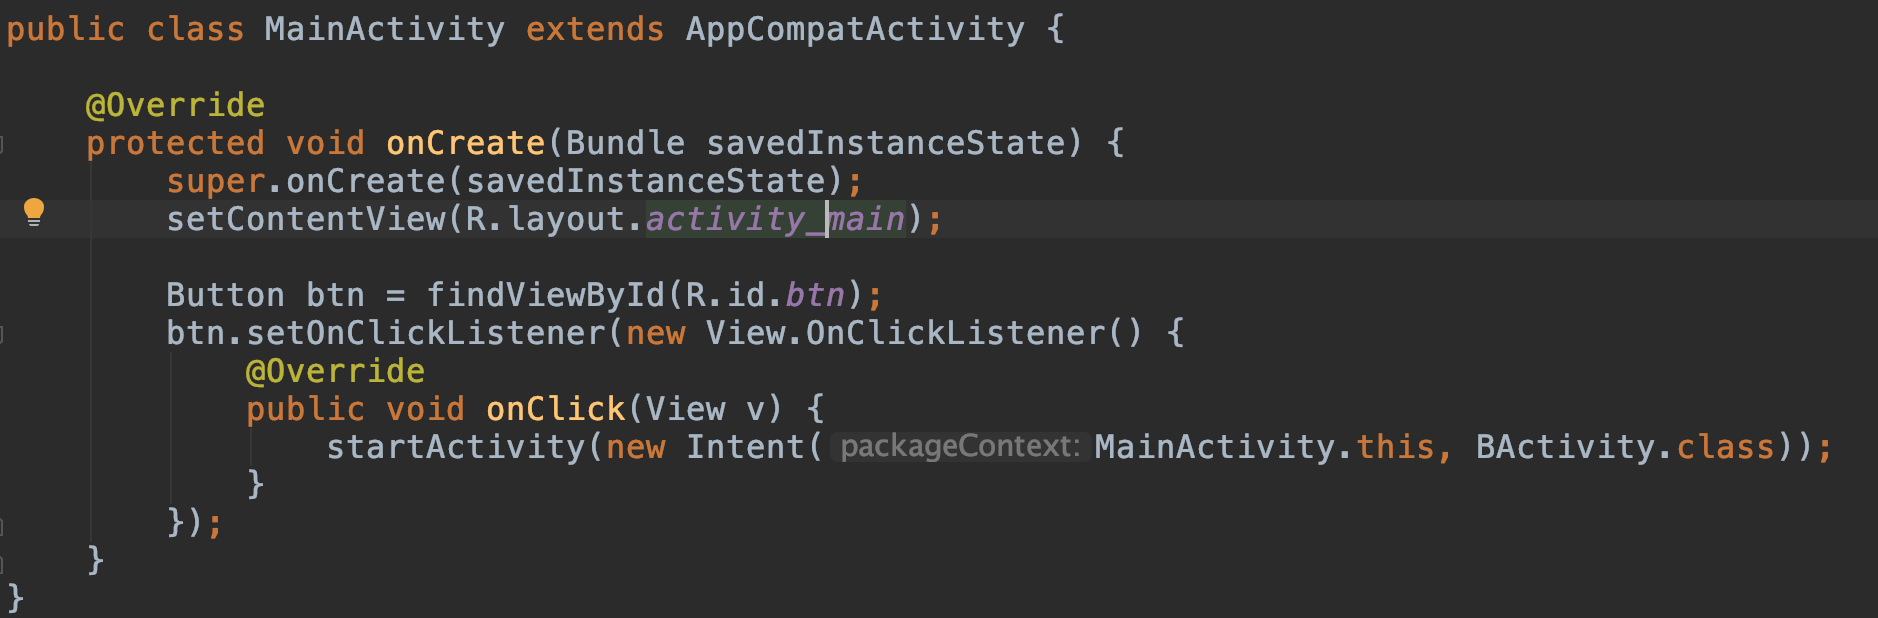 public class MainActivity extends AppCompatActivity {
@Override
protected void onCreate(Bundle savedInstanceState) {
super.onCreate(savedInstanceState);
setContentView(R.layout.activity_main);
Button btn = findViewById(R.id.btn);
btn.setOnClickListener(new View.OnClickListener() {
@Override
public void onClick(View v) {
startActivity(new Intent( packageContext: MainActivity.this, BActivity.class));
}
});
}
}